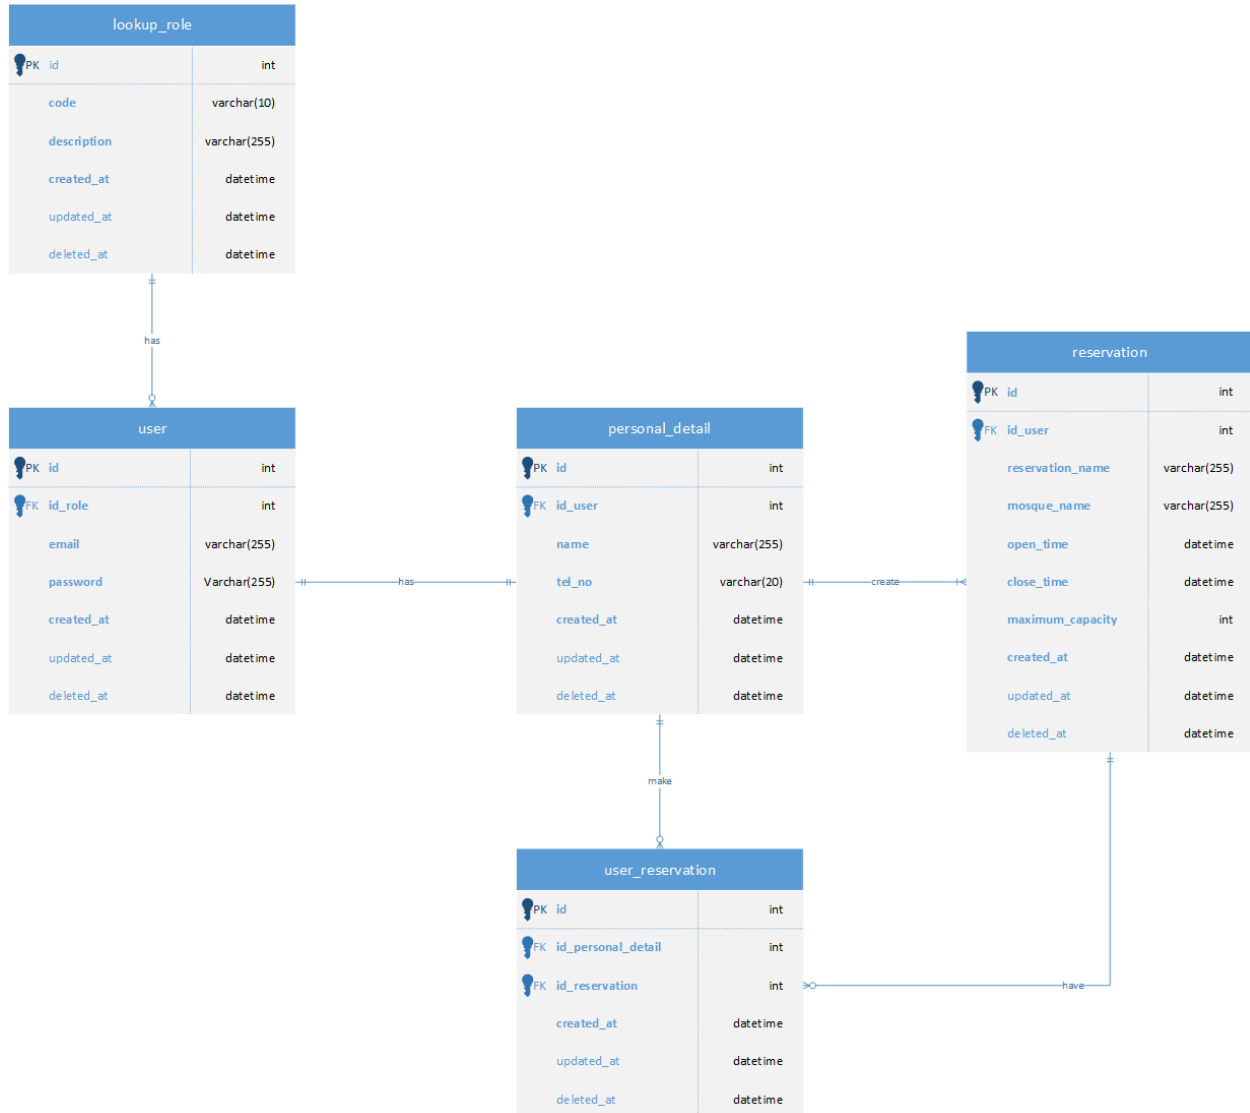 lookup_role
PK id int
code varchar(10)
description varchar(255)
created_at datetime
updated_at datetime
deleted_at datetime
has
user
PK id int
FK id_role int
email varchar(255)
password Varchar(255)
created_at datetime
updated_at datetime
deleted_at datetime
has
personal_detail
PK id int
FK id_user int
name varchar(255)
tel_no varchar(20)
created_at datetime
updated_at datetime
deleted_at datetime
create
reservation
PK id int
FK id_user int
reservation_name varchar(255)
mosque_name varchar(255)
open_time datetime
close_time datetime
maximum_capacity int
created_at datetime
updated_at datetime
deleted_at datetime
make
user_reservation
PK id int
FK id_personal_detail int
FK id_reservation int
created_at datetime
updated_at datetime
deleted_at datetime
have